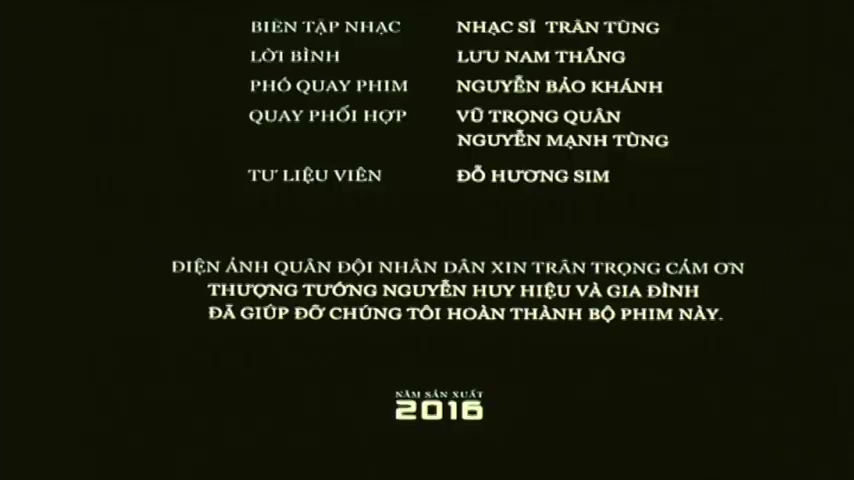 BIÊN TẬP NHẠC NHẠC SĨ TRẦN TÙNG
LỜI BÌNH LƯU NAM THẮNG
PHÓ QUAY PHIM NGUYỄN BẢO KHÁNH
QUAY PHỐI HỢP VŨ TRỌNG QUÂN
NGUYỄN MẠNH TÙNG
TƯ LIỆU VIÊN ĐỖ HƯƠNG SIM
ĐIỆN ẢNH QUÂN ĐỘI NHÂN DÂN XIN TRÂN TRỌNG CÁM ƠN
THƯỢNG TƯỚNG NGUYỄN HUY HIỆU VÀ GIA ĐÌNH
ĐÃ GIÚP ĐỠ CHÚNG TÔI HOÀN THÀNH BỘ PHIM NÀY.
NĂM SẢN XUẤT
2016